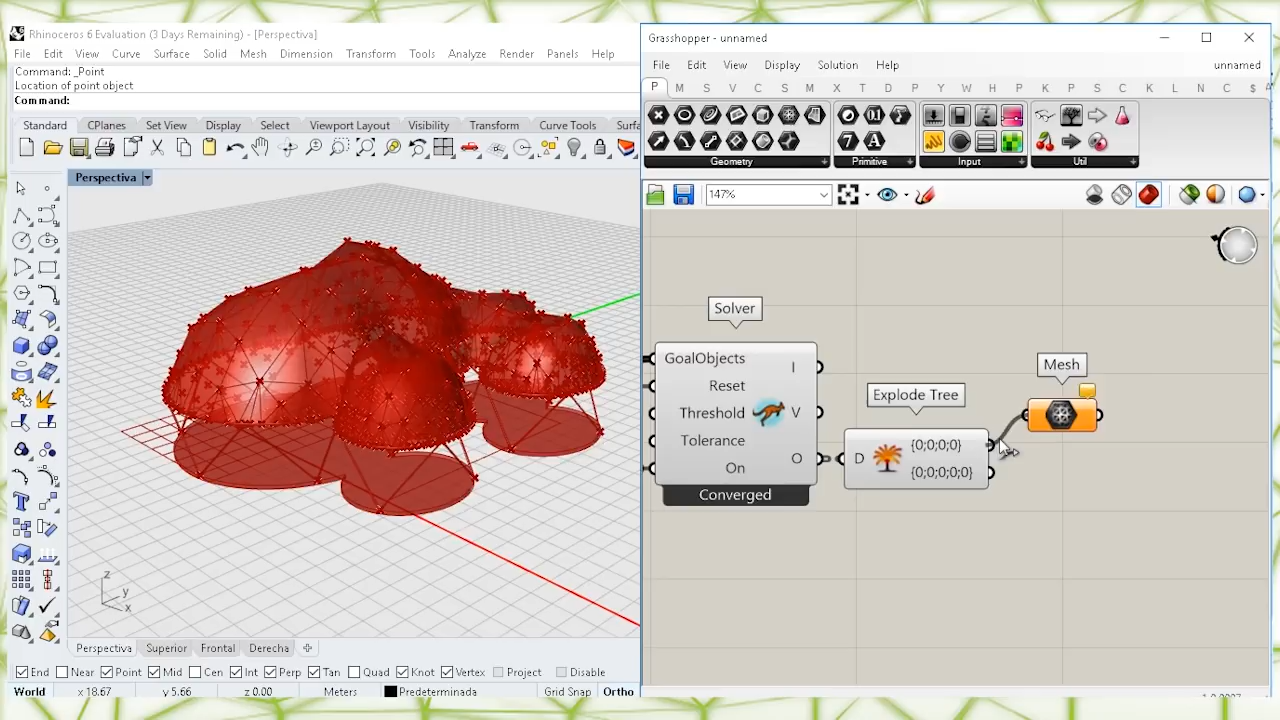 Rhinoceros 6 Evaluation (3 Days Remaining) - [Perspectiva]
File Edit View Curve Surface Solid Mesh Dimension Transform Tools Analyze Render Panels Help
Command: _Point
Location of point object
Command:
Standard CPlanes Set View Display Select Viewport Layout Visibility Transform Curve Tools Surfa
Perspectiva
z
y
x
Perspectiva Superior Frontal Derecha
End Near Point Mid Cen Int Perp Tan Quad Knot Vertex Project Disable
World x 18.67 y 5.66 z 0.00 Meters Predeterminada Grid Snap Ortho
Grasshopper - unnamed
File Edit View Display Solution Help unnamed
P M S V C S M X T D P W R H P K P S C K L N C $
Geometry Primitive Input Util
147%
Solver
GoalObjects
Reset
Threshold
Tolerance
On
I
V
O
Converged
Explode Tree
D
{0;0;0;0}
{0;0;0;0;0}
Mesh